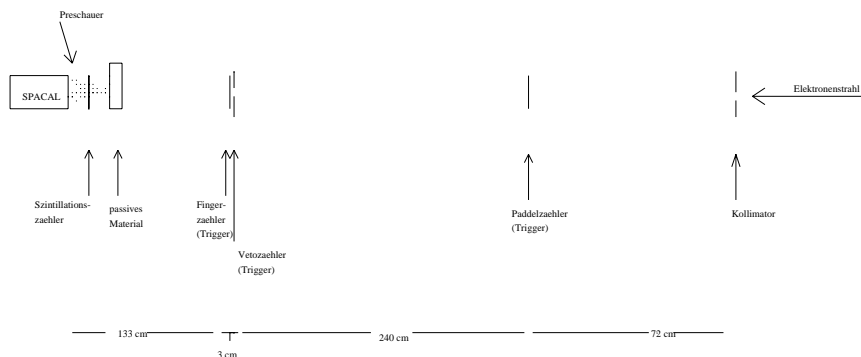 Preschauer
SPACAL
Elektronenstrahl
Szintillations-
zaehler
passives
Material
Finger-
zaehler
(Trigger)
Vetozaehler
(Trigger)
Paddelzaehler
(Trigger)
Kollimator
133 cm
3 cm
240 cm
72 cm